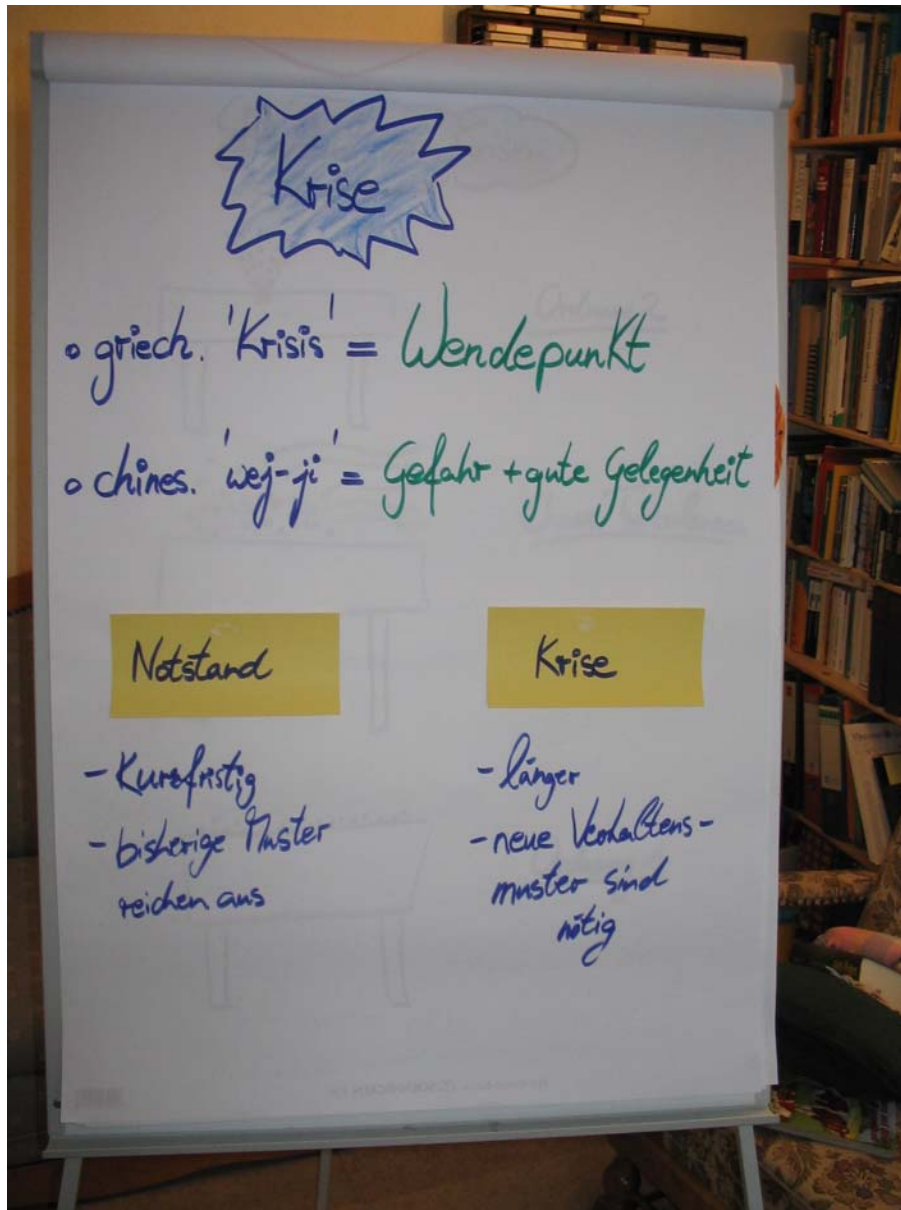 Krise
o griech. 'Krisis' = Wendepunkt
o chines. 'wej-ji' = Gefahr + gute Gelegenheit
Notstand
Krise
- Kurzfristig
- bisherige Muster
reichen aus
- länger
- neue Verhaltens-
muster sind
nötig